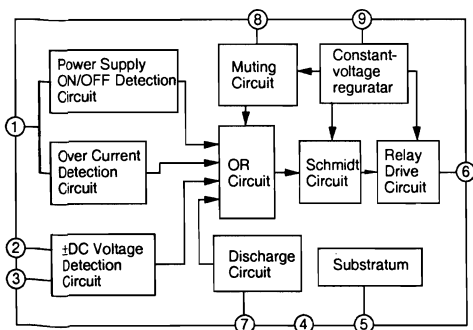 8
9
Power Supply
ON/OFF Detection
Circuit
Muting
Circuit
Constant-
voltage
reguratar
1
Over Current
Detection
Circuit
OR
Circuit
Schmidt
Circuit
Relay
Drive
Circuit
6
2
3
±DC Voltage
Detection
Circuit
Discharge
Circuit
Substratum
7
4
5